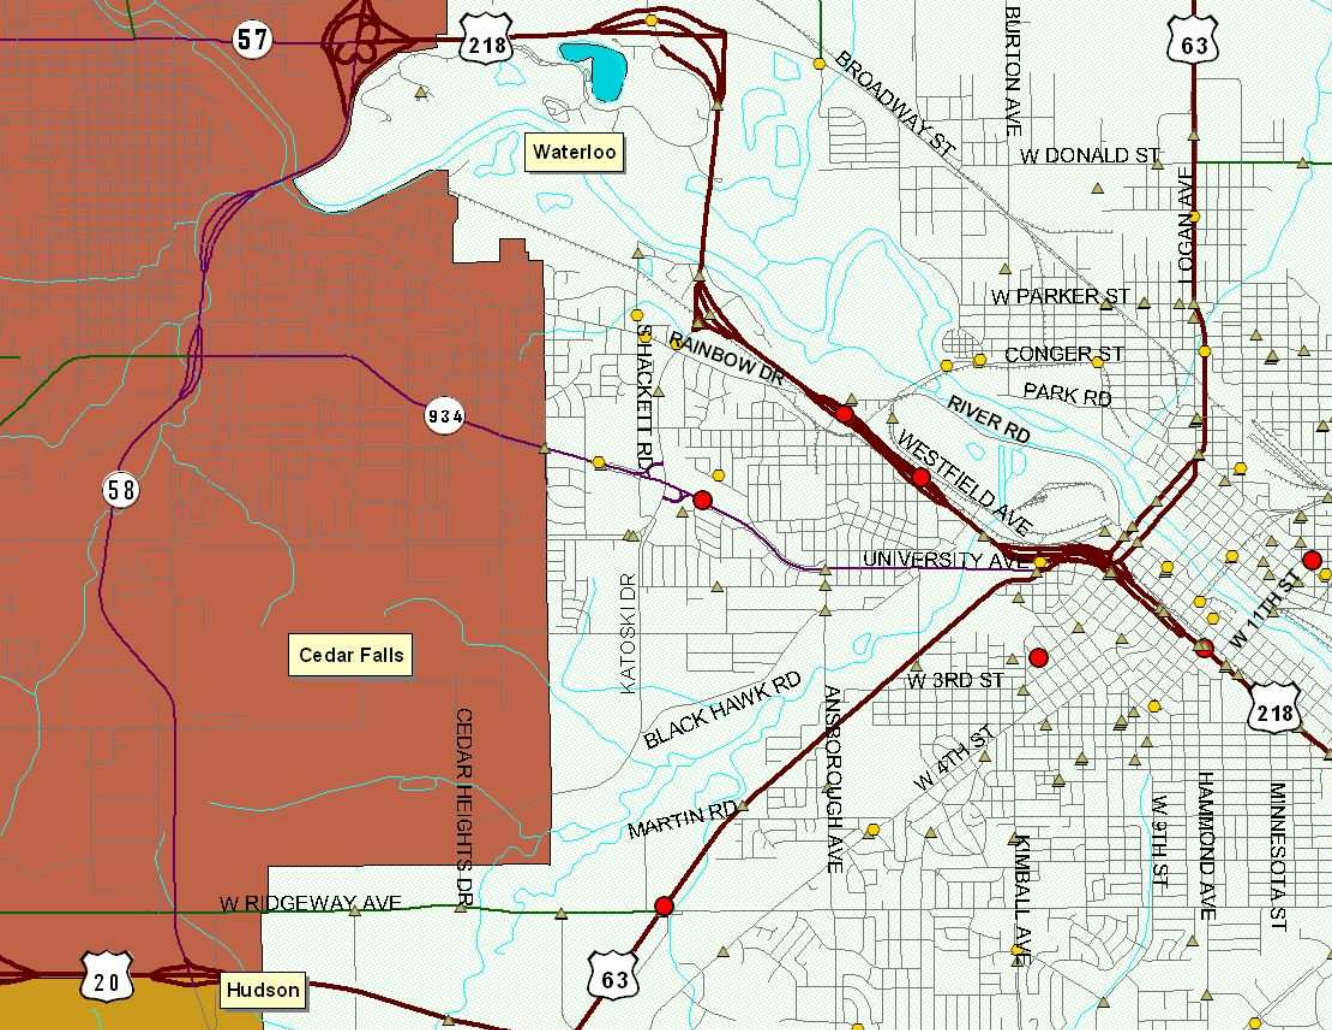 57
218
63
BURTON AVE
BROADWAY ST
Waterloo
W DONALD ST
LOGAN AVE
W PARKER ST
S HACKETT RD
RAINBOW DR
CONGER ST
PARK RD
934
RIVER RD
WESTFIELD AVE
58
UNIVERSITY AVE
W 11TH ST
KATOSKI DR
Cedar Falls
W 3RD ST
BLACK HAWK RD
218
CEDAR HEIGHTS DR
ANSBOROUGH AVE
W 4TH ST
MARTIN RD
HAMMOND AVE
MINNESOTA ST
W 9TH ST
KIMBALL AVE
W RIDGEWAY AVE
20
Hudson
63